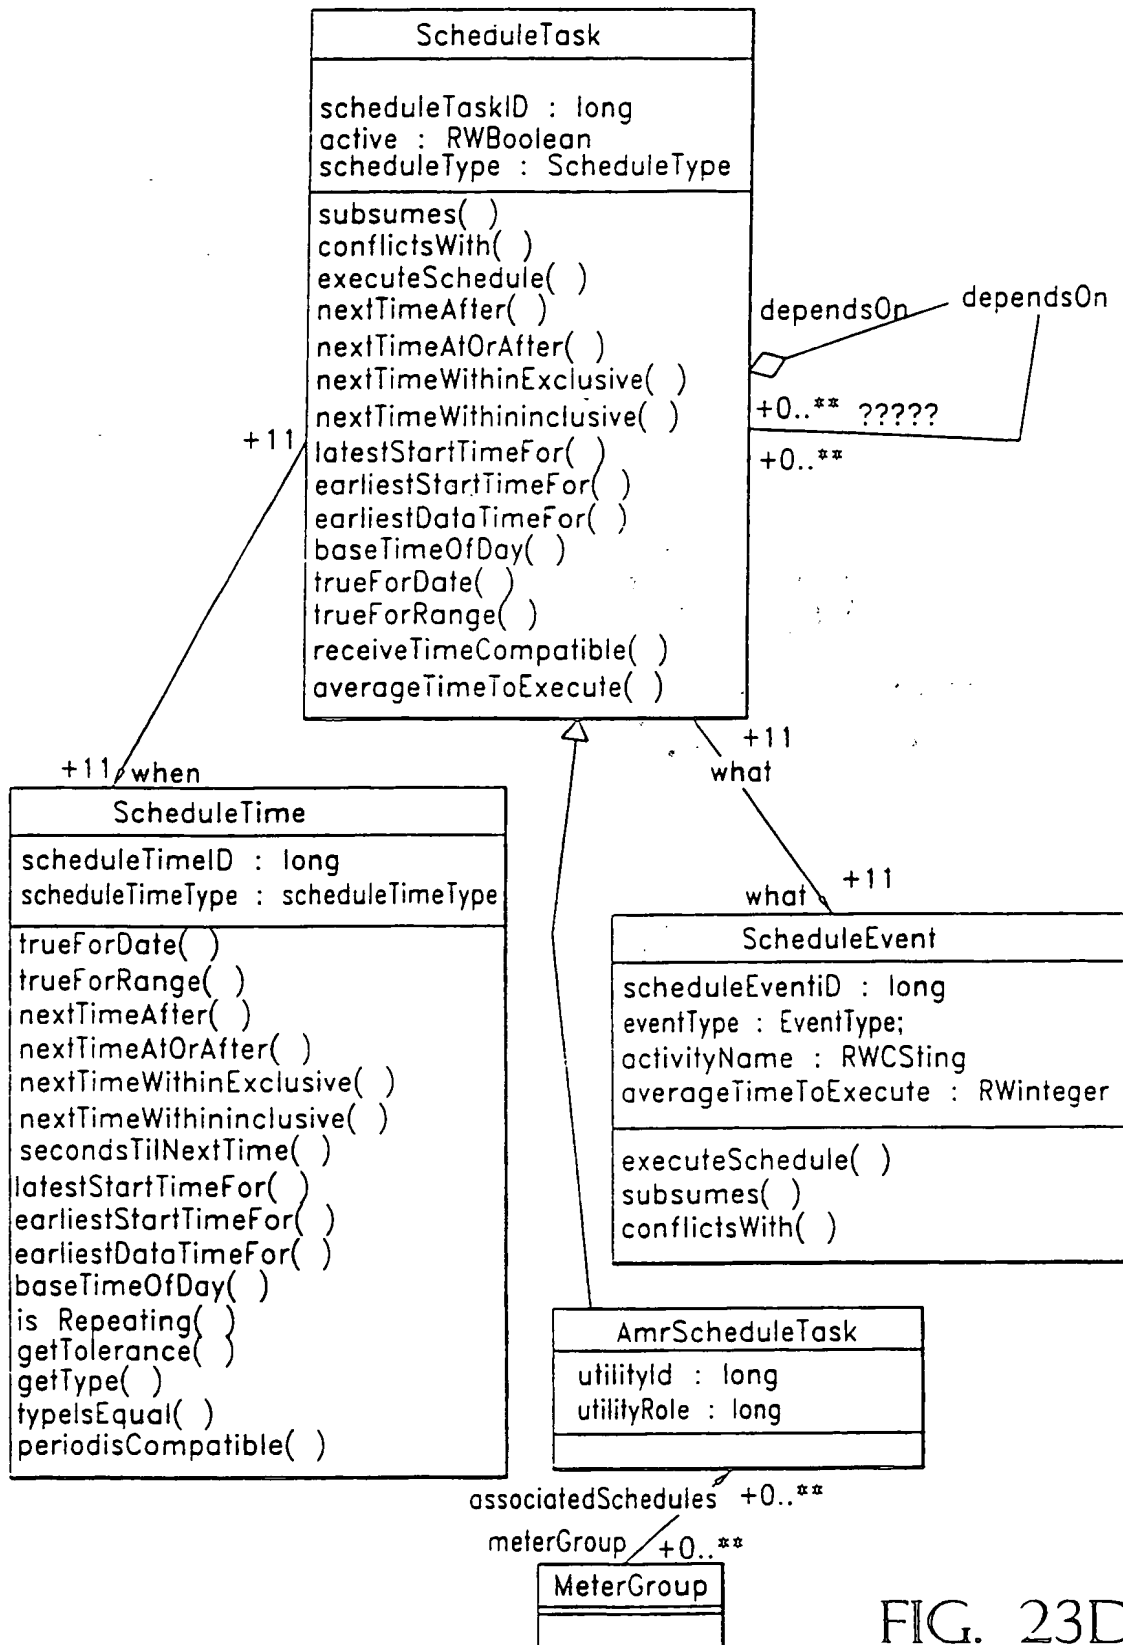 ScheduleTask
scheduleTaskID : long
active : RWBoolean
scheduleType : ScheduleType
subsumes( )
conflictsWith( )
executeSchedule( )
nextTimeAfter( )
nextTimeAtOrAfter( )
nextTimeWithinExclusive( )
nextTimeWithininclusive( )
latestStartTimeFor( )
earliestStartTimeFor( )
earliestDataTimeFor( )
baseTimeOfDay( )
trueForDate( )
trueForRange( )
receiveTimeCompatible( )
averageTimeToExecute( )
dependsOn
dependsOn
+0..** ?????
+0..**
+11
+11
what
+11 when
ScheduleTime
scheduleTimeID : long
scheduleTimeType : scheduleTimeType
trueForDate( )
trueForRange( )
nextTimeAfter( )
nextTimeAtOrAfter( )
nextTimeWithinExclusive( )
nextTimeWithininclusive( )
secondsTilNextTime( )
latestStartTimeFor( )
earliestStartTimeFor( )
earliestDataTimeFor( )
baseTimeOfDay( )
is Repeating( )
getTolerance( )
getType( )
typeIsEqual( )
periodisCompatible( )
+11
what
ScheduleEvent
scheduleEventiD : long
eventType : EventType;
activityName : RWCSting
averageTimeToExecute : RWinteger
executeSchedule( )
subsumes( )
conflictsWith( )
AmrScheduleTask
utilityId : long
utilityRole : long
associatedSchedules +0..**
meterGroup +0..**
MeterGroup
FIG. 23D